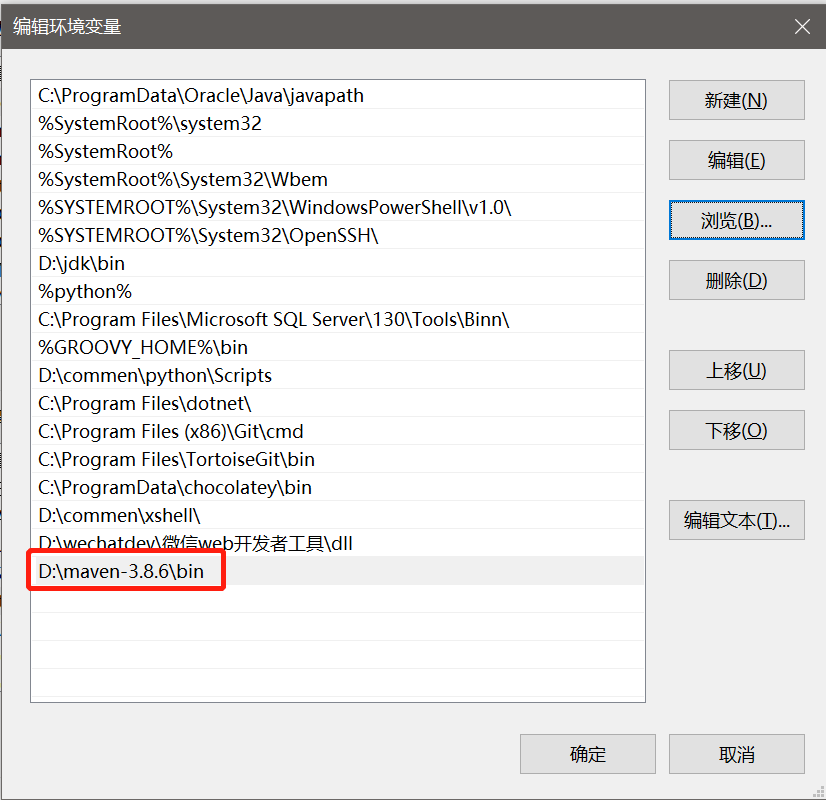 编辑环境变量
C:\ProgramData\Oracle\Java\javapath
%SystemRoot%\system32
%SystemRoot%
%SystemRoot%\System32\Wbem
%SYSTEMROOT%\System32\WindowsPowerShell\v1.0\
%SYSTEMROOT%\System32\OpenSSH\
D:\jdk\bin
%python%
C:\Program Files\Microsoft SQL Server\130\Tools\Binn\
%GROOVY_HOME%\bin
D:\commen\python\Scripts
C:\Program Files\dotnet\
C:\Program Files (x86)\Git\cmd
C:\Program Files\TortoiseGit\bin
C:\ProgramData\chocolatey\bin
D:\commen\xshell\
D:\wechatdev\微信web开发者工具\dll
D:\maven-3.8.6\bin
新建(N)
编辑(E)
浏览(B)...
删除(D)
上移(U)
下移(O)
编辑文本(T)...
确定
取消